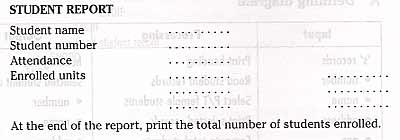 STUDENT REPORT
Student name ...........
Student number ...........
Attendance ...........
Enrolled units ........... ...........
........... ...........
........... ...........
At the end of the report, print the total number of students enrolled.